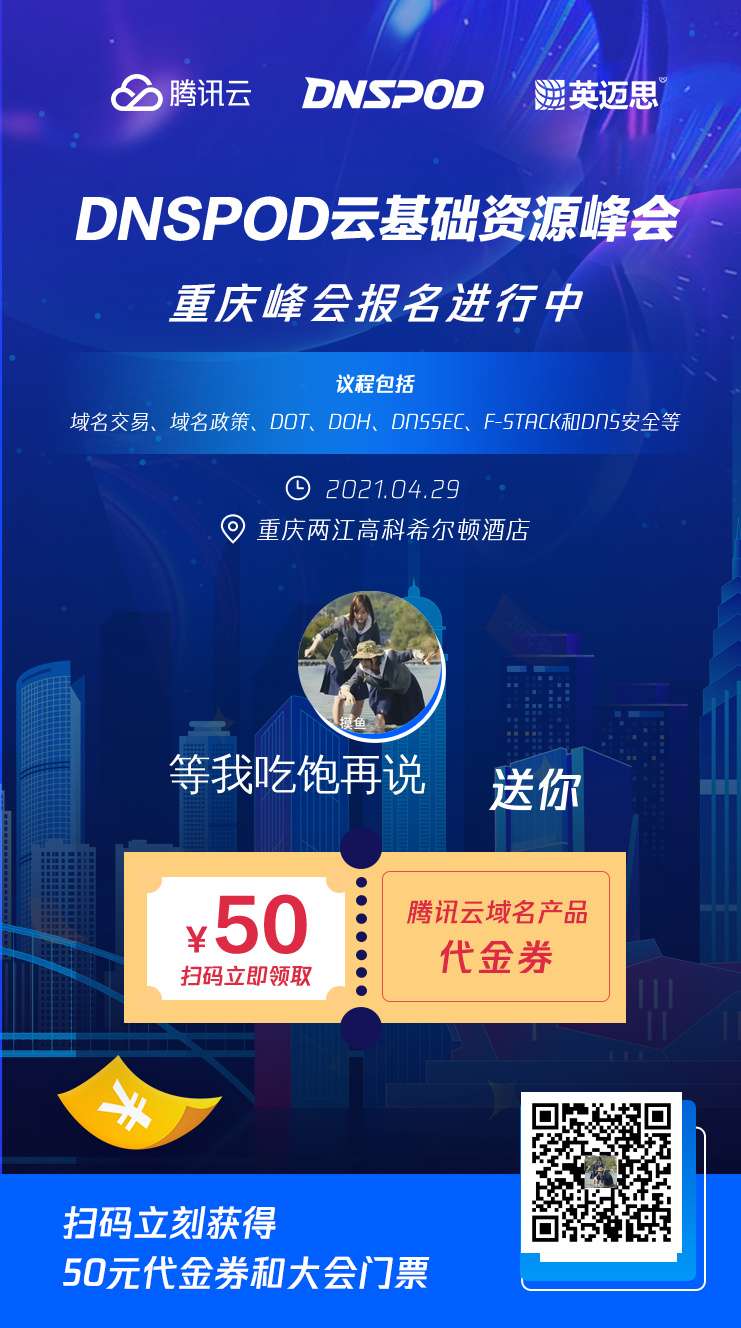 腾讯云 DNSPOD 英迈思
DNSPOD云基础资源峰会
重庆峰会报名进行中
议程包括
域名交易、域名政策、DOT、DOH、DNSSEC、F-STACK和DNS安全等
2021.04.29
重庆两江高科希尔顿酒店
摸鱼
等我吃饱再说 送你
¥50
扫码立即领取
腾讯云域名产品
代金券
¥
扫码立刻获得
50元代金券和大会门票